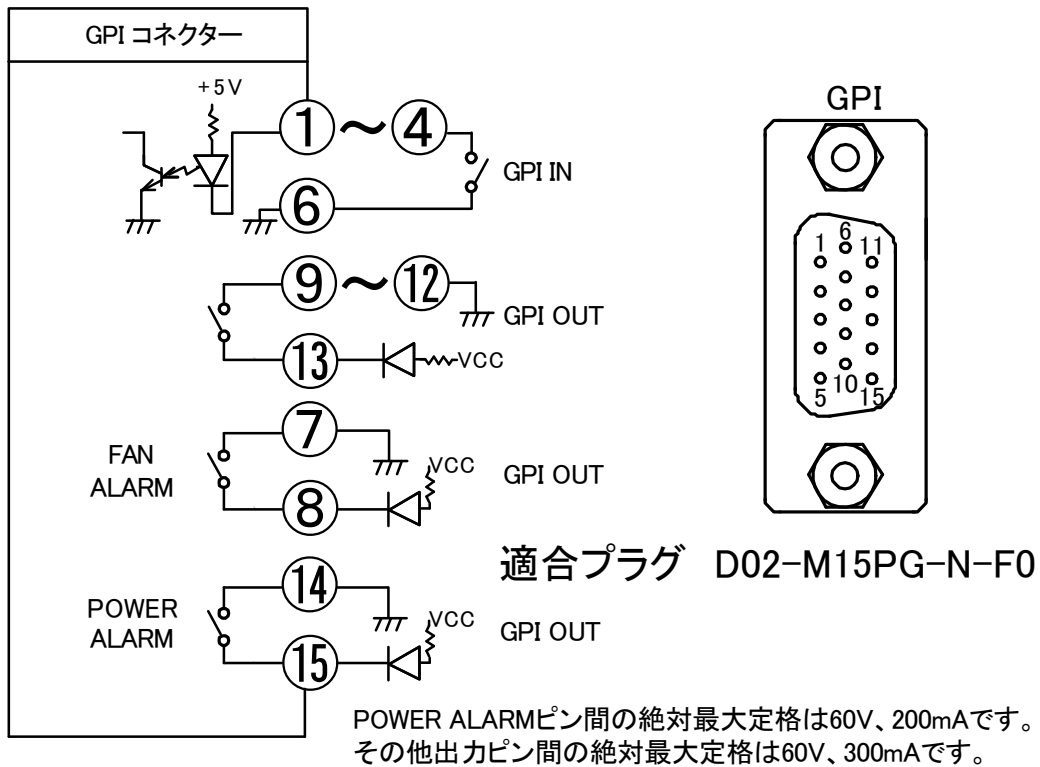 GPI コネクター
+5V
①～④
GPI IN
⑥
⑨～⑫
GPI OUT
⑬
VCC
⑦
FAN
ALARM
VCC
GPI OUT
⑧
⑭
POWER
ALARM
VCC
GPI OUT
⑮
GPI
1 6 11
5 10 15
適合プラグ D02-M15PG-N-F0
POWER ALARMピン間の絶対最大定格は60V、200mAです。
その他出力ピン間の絶対最大定格は60V、300mAです。